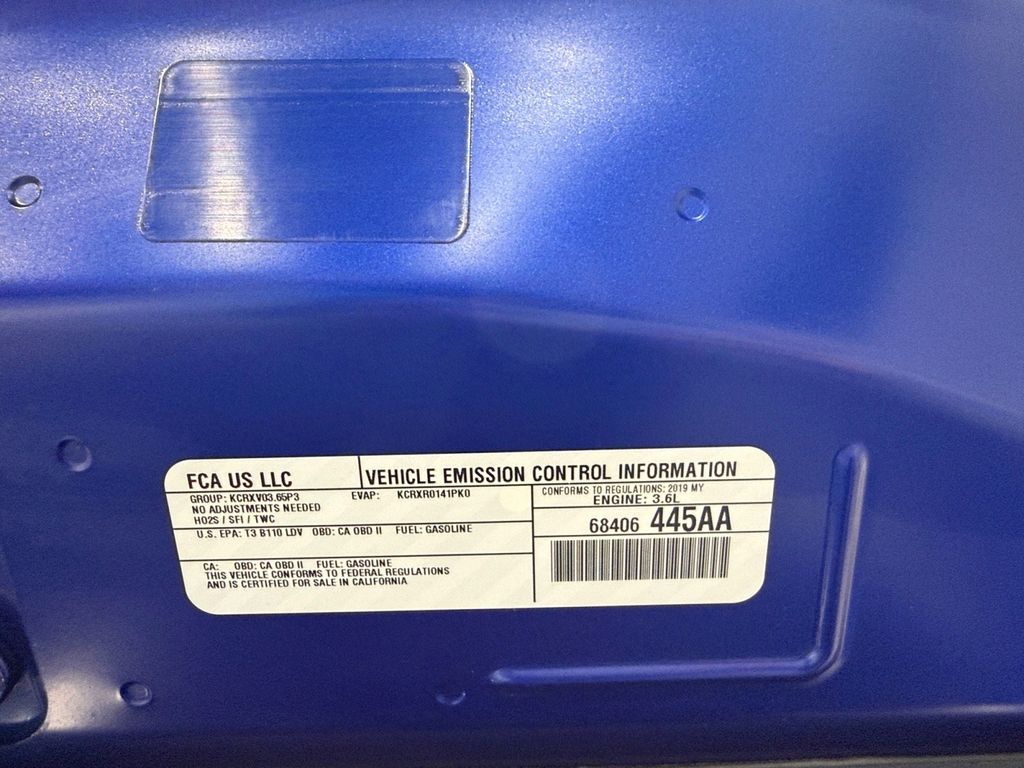 FCA US LLC
VEHICLE EMISSION CONTROL INFORMATION
GROUP: KCRXV03.65P3 EVAP: KCRXR0141PK0
NO ADJUSTMENTS NEEDED
HO2S / SFI / TWC
CONFORMS TO REGULATIONS: 2019 MY
ENGINE: 3.6L
68406 445AA
U.S. EPA: T3 B110 LDV OBD: CA OBD II FUEL: GASOLINE
CA: OBD: CA OBD II FUEL: GASOLINE
THIS VEHICLE CONFORMS TO FEDERAL REGULATIONS
AND IS CERTIFIED FOR SALE IN CALIFORNIA